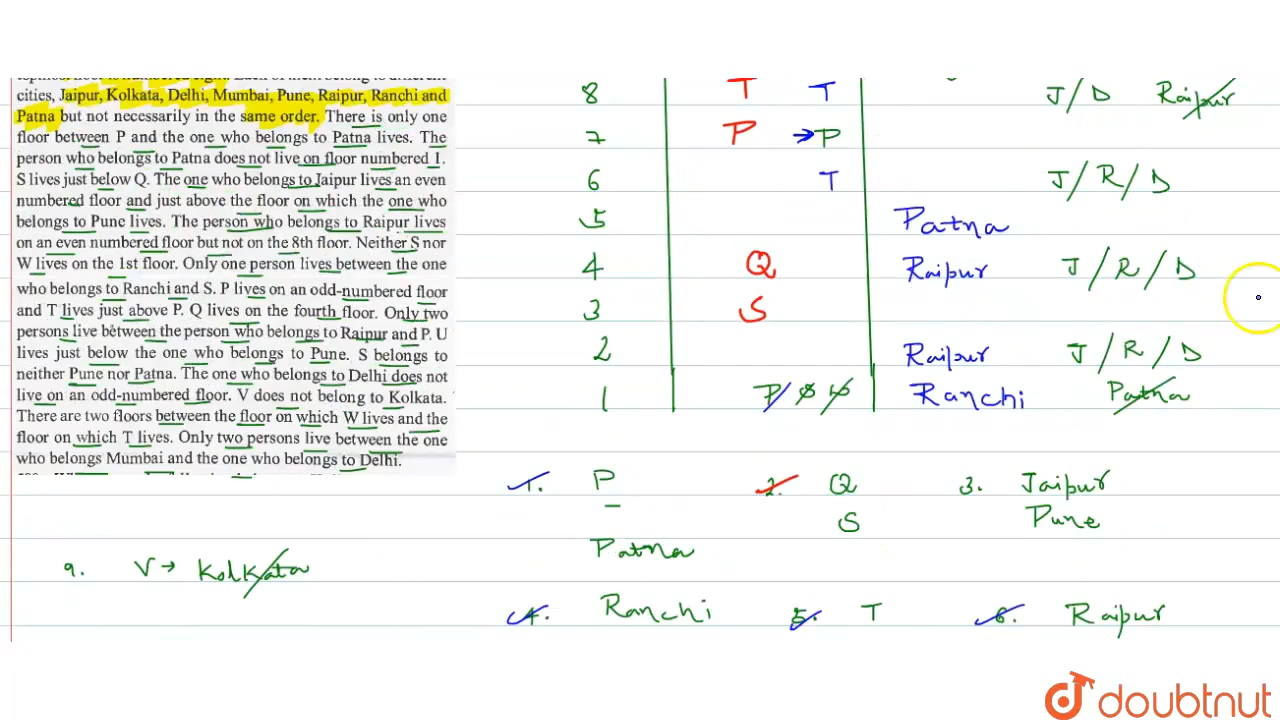 cities, Jaipur, Kolkata, Delhi, Mumbai, Pune, Raipur, Ranchi and
Patna but not necessarily in the same order. There is only one
floor between P and the one who belongs to Patna lives. The
person who belongs to Patna does not live on floor numbered 1.
S lives just below Q. The one who belongs to Jaipur lives an even
numbered floor and just above the floor on which the one who
belongs to Pune lives. The person who belongs to Raipur lives
on an even numbered floor but not on the 8th floor. Neither S nor
W lives on the 1st floor. Only one person lives between the one
who belongs to Ranchi and S. P lives on an odd-numbered floor
and T lives just above P. Q lives on the fourth floor. Only two
persons live between the person who belongs to Raipur and P. U
lives just below the one who belongs to Pune. S belongs to
neither Pune nor Patna. The one who belongs to Delhi does not
live on an odd-numbered floor. V does not belong to Kolkata.
There are two floors between the floor on which W lives and the
floor on which T lives. Only two persons live between the one
who belongs Mumbai and the one who belongs to Delhi.
8 T T J/D Raipur
7 P → P
6 T J/R/D
5 Patna
4 Q Raipur J/R/D
3 S
2 Raipur J/R/D
1 P/ Ranchi Patna
1. P 2. Q 3. Jaipur
S Pune
Patna
9. V → Kolkata
4. Ranchi 5. T 6. Raipur
doubtnut